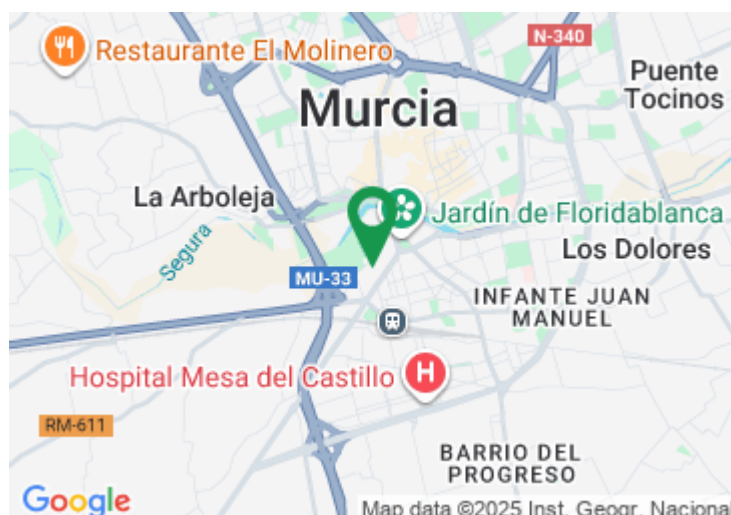 N-340
Restaurante El Molinero
Puente
Tocinos
Murcia
La Arboleja
Jardín de Floridablanca
Segura
Los Dolores
MU-33
INFANTE JUAN
MANUEL
Hospital Mesa del Castillo
H
RM-611
BARRIO DEL
PROGRESO
Google
Map data ©2025 Inst. Geogr. Nacional